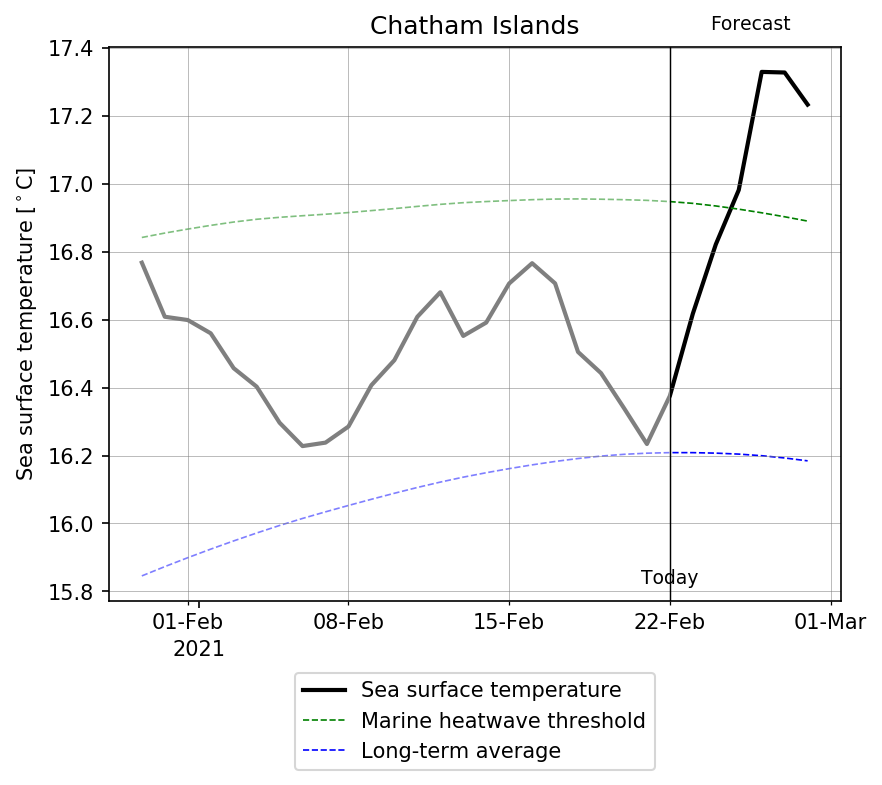 Chatham Islands
Forecast
Sea surface temperature [°C]
17.4
17.2
17.0
16.8
16.6
16.4
16.2
16.0
15.8
Today
01-Feb 08-Feb 15-Feb 22-Feb 01-Mar
2021
Sea surface temperature
Marine heatwave threshold
Long-term average